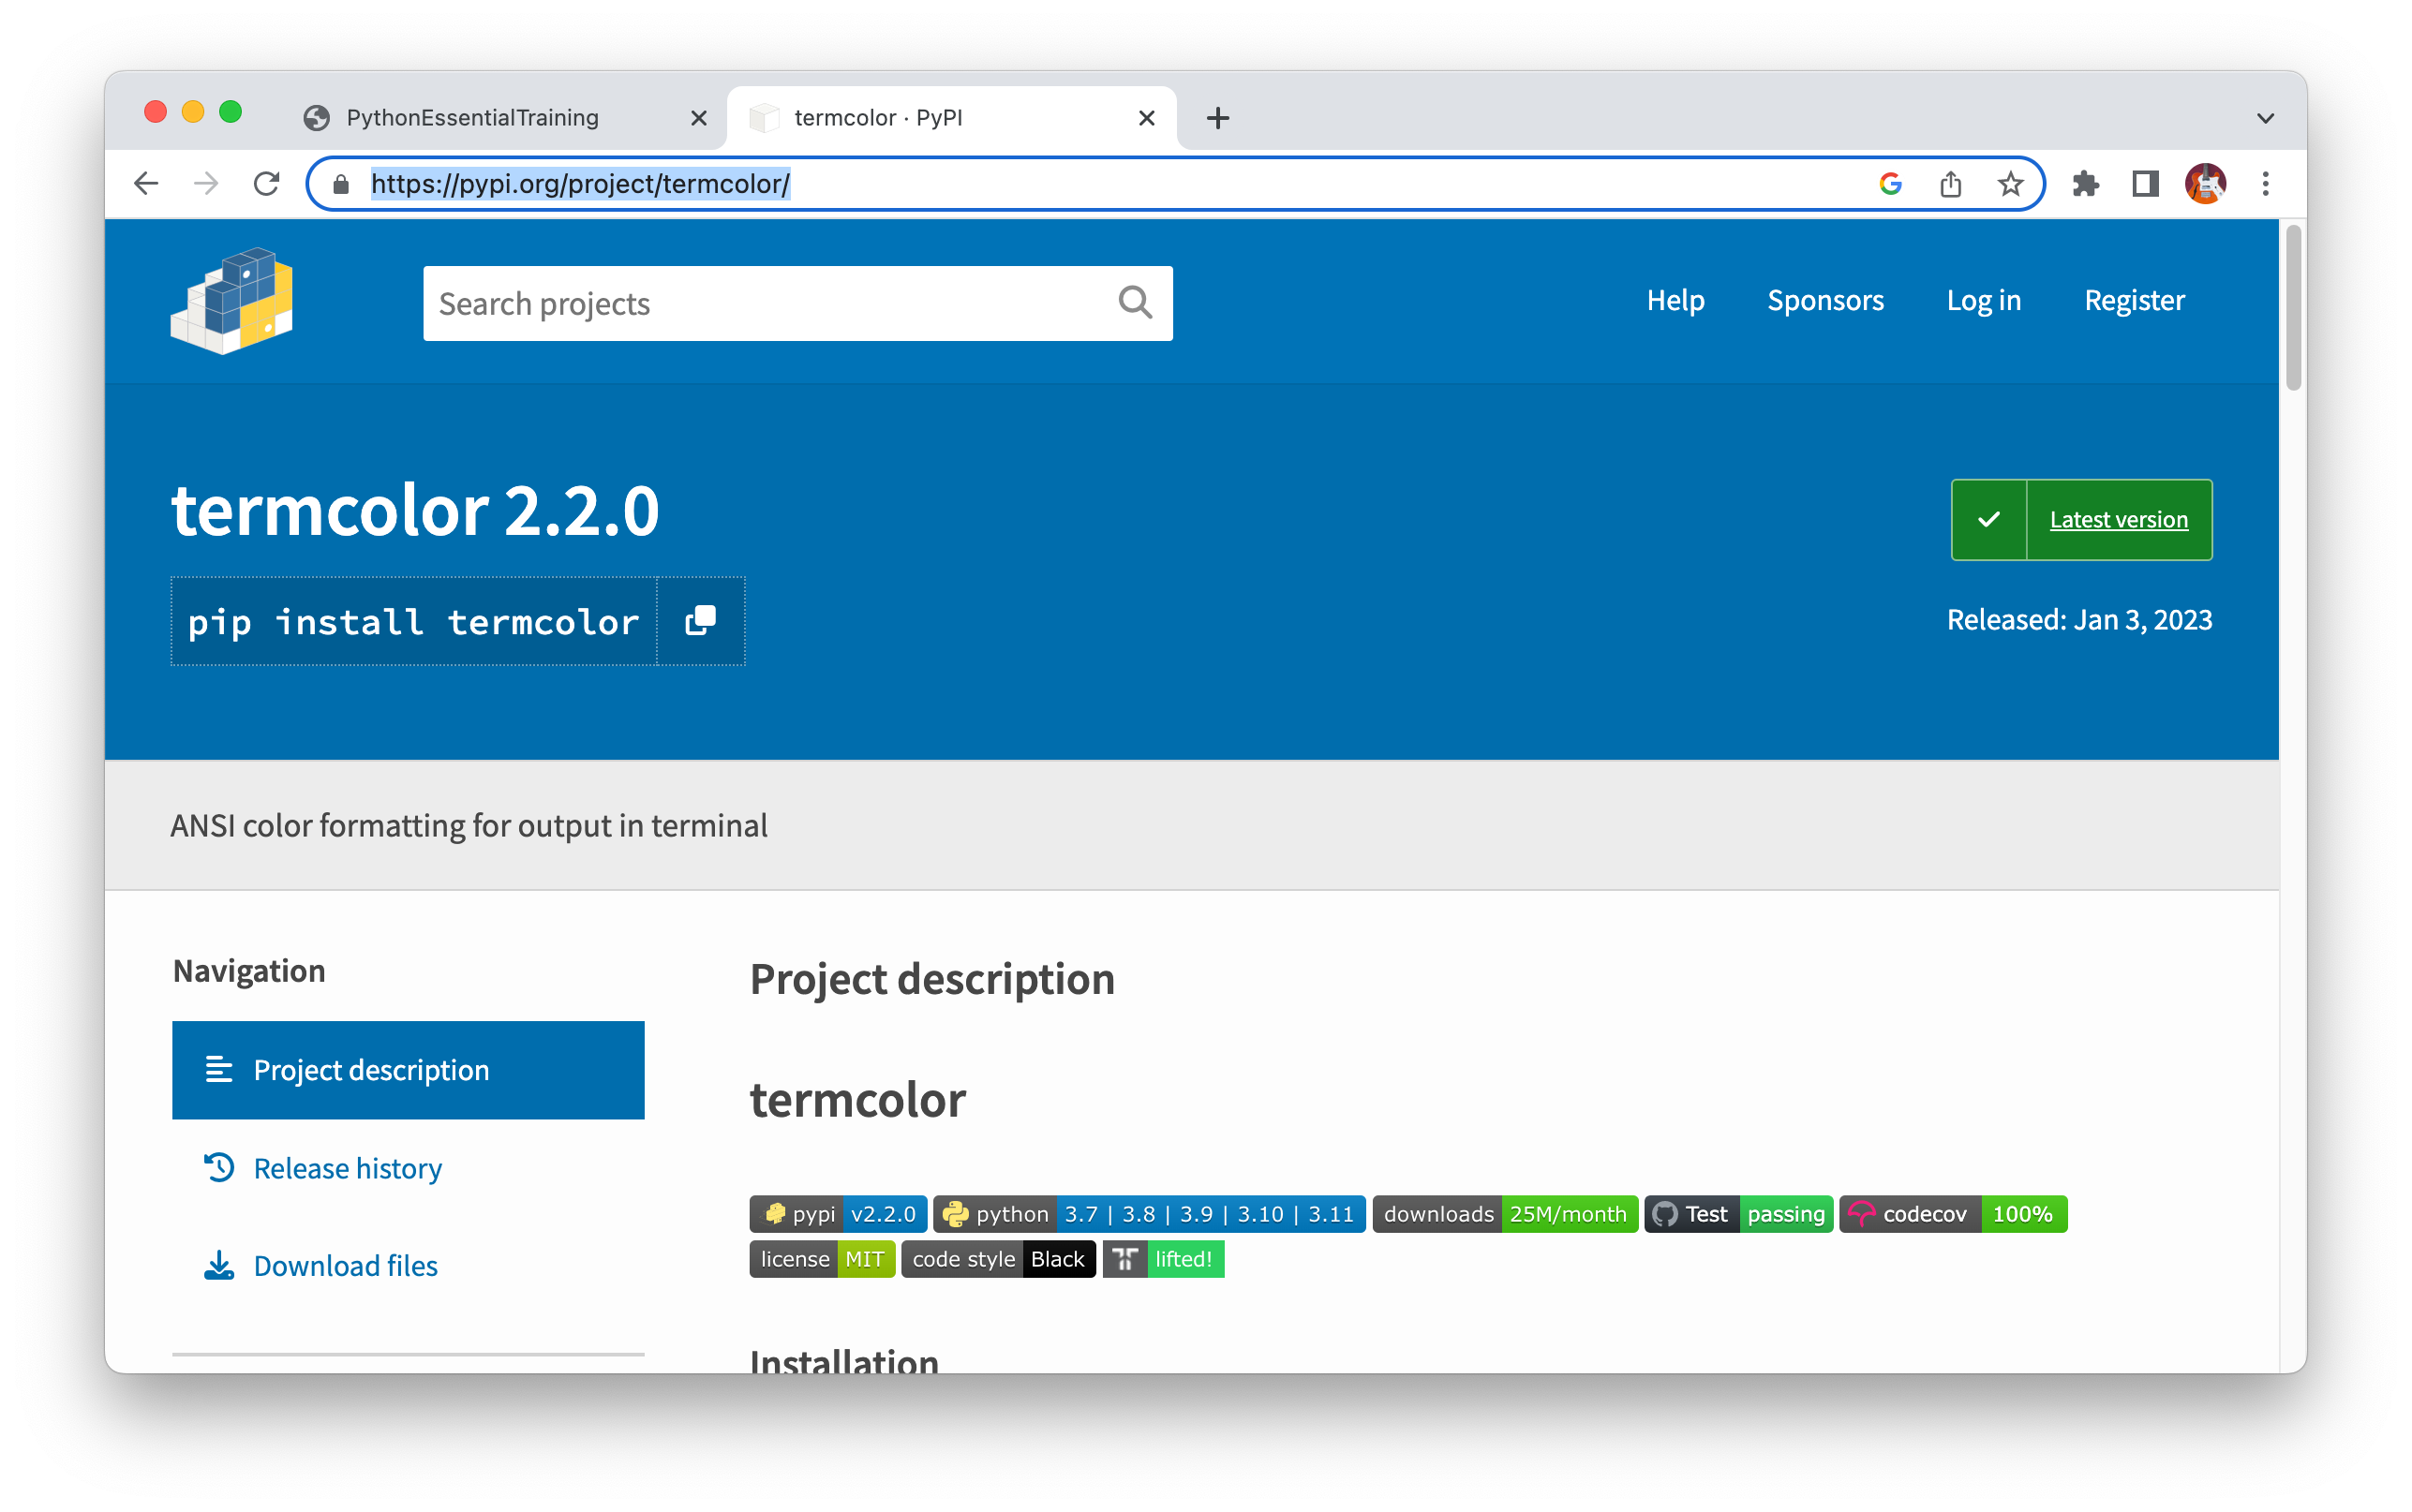 PythonEssentialTraining
termcolor · PyPI
https://pypi.org/project/termcolor/
Search projects
Help Sponsors Log in Register
termcolor 2.2.0
Latest version
pip install termcolor
Released: Jan 3, 2023
ANSI color formatting for output in terminal
Navigation
Project description
Release history
Download files
Project description
termcolor
pypi v2.2.0 python 3.7 | 3.8 | 3.9 | 3.10 | 3.11 downloads 25M/month Test passing codecov 100%
license MIT code style Black lifted!
Installation